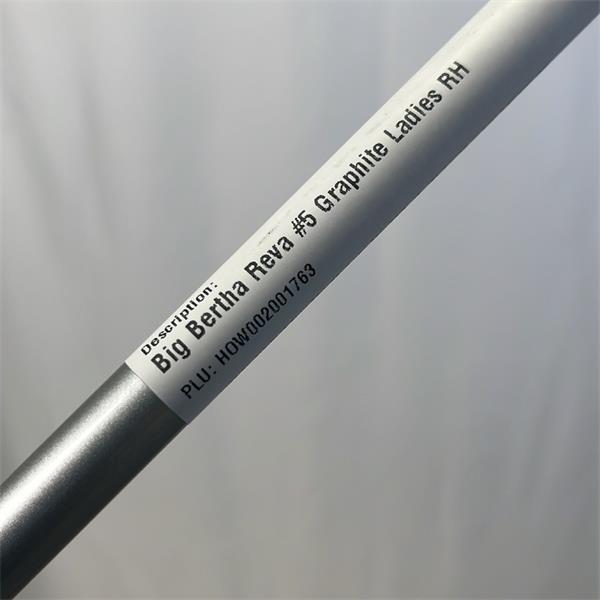 Description:
Big Bertha Reva #5 Graphite Ladies RH
PLU: HOW002001763